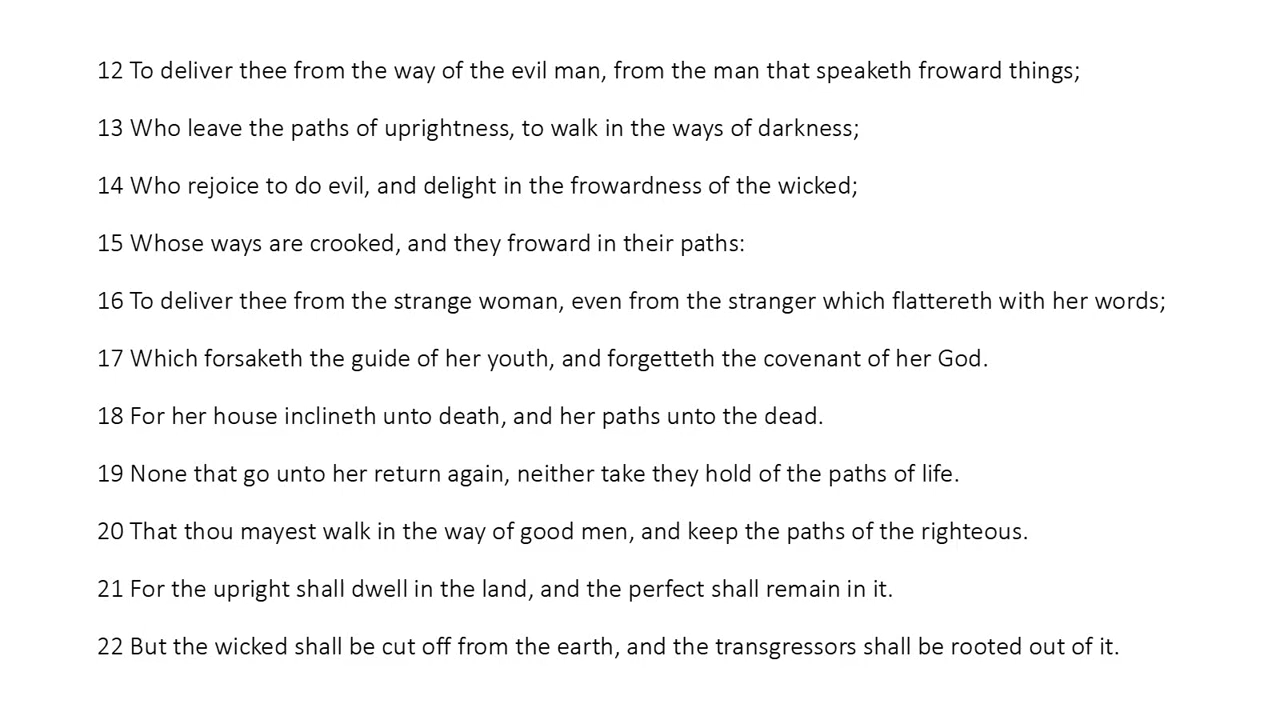 12 To deliver thee from the way of the evil man, from the man that speaketh froward things;
13 Who leave the paths of uprightness, to walk in the ways of darkness;
14 Who rejoice to do evil, and delight in the frowardness of the wicked;
15 Whose ways are crooked, and they froward in their paths:
16 To deliver thee from the strange woman, even from the stranger which flattereth with her words;
17 Which forsaketh the guide of her youth, and forgetteth the covenant of her God.
18 For her house inclineth unto death, and her paths unto the dead.
19 None that go unto her return again, neither take they hold of the paths of life.
20 That thou mayest walk in the way of good men, and keep the paths of the righteous.
21 For the upright shall dwell in the land, and the perfect shall remain in it.
22 But the wicked shall be cut off from the earth, and the transgressors shall be rooted out of it.